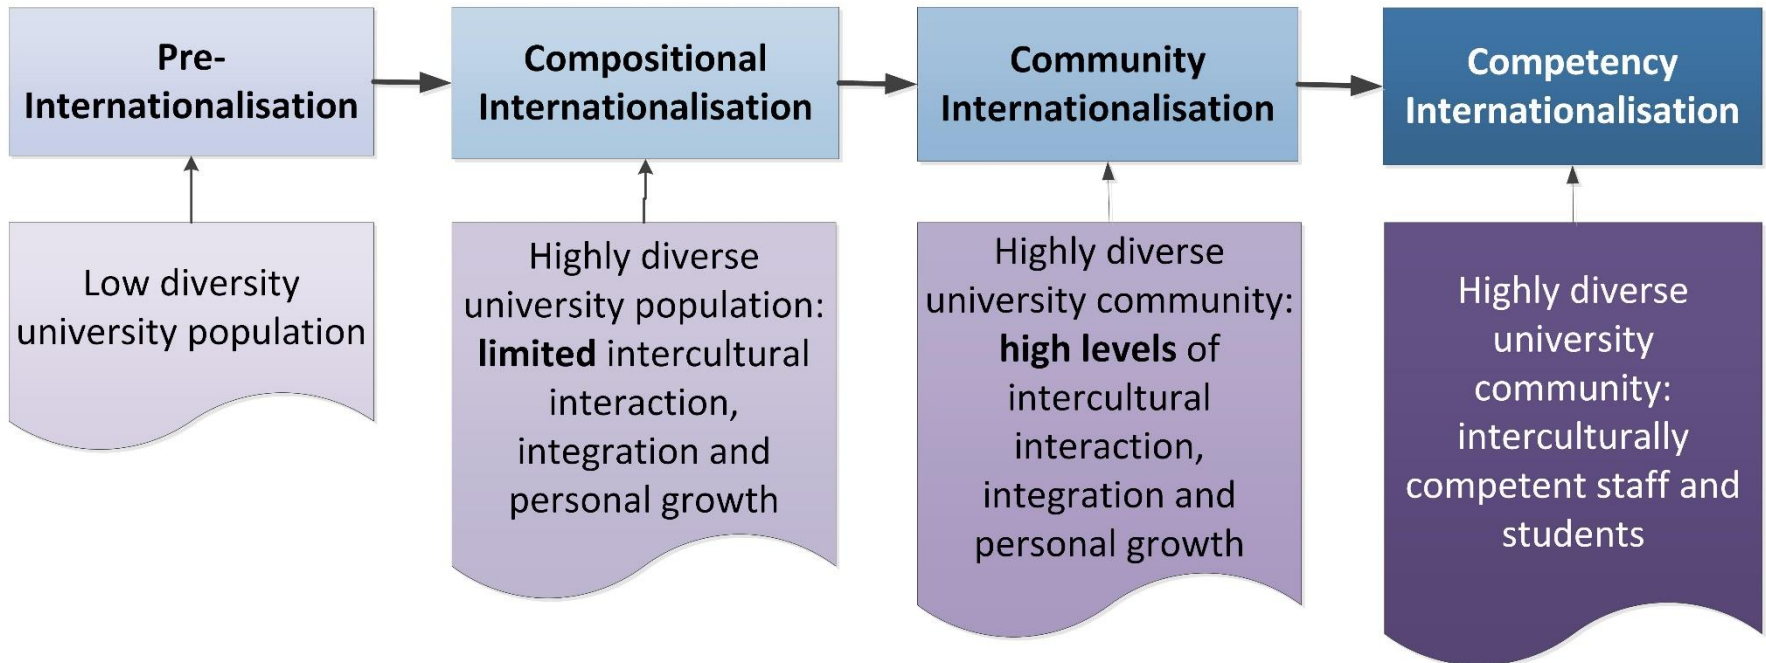 Pre-
Internationalisation
Compositional
Internationalisation
Community
Internationalisation
Competency
Internationalisation
Low diversity
university population
Highly diverse
university population:
limited intercultural
interaction,
integration and
personal growth
Highly diverse
university community:
high levels of
intercultural
interaction,
integration and
personal growth
Highly diverse
university
community:
interculturally
competent staff and
students